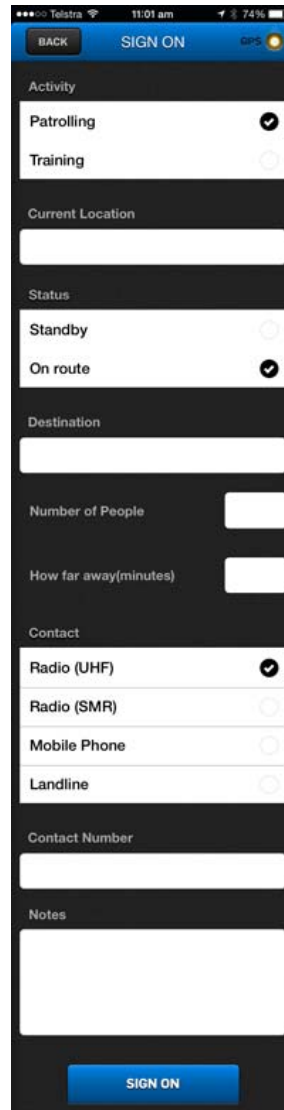 Telstra 11:01 am 74%
BACK SIGN ON GPS
Activity
Patrolling
Training
Current Location
Status
Standby
On route
Destination
Number of People
How far away(minutes)
Contact
Radio (UHF)
Radio (SMR)
Mobile Phone
Landline
Contact Number
Notes
SIGN ON